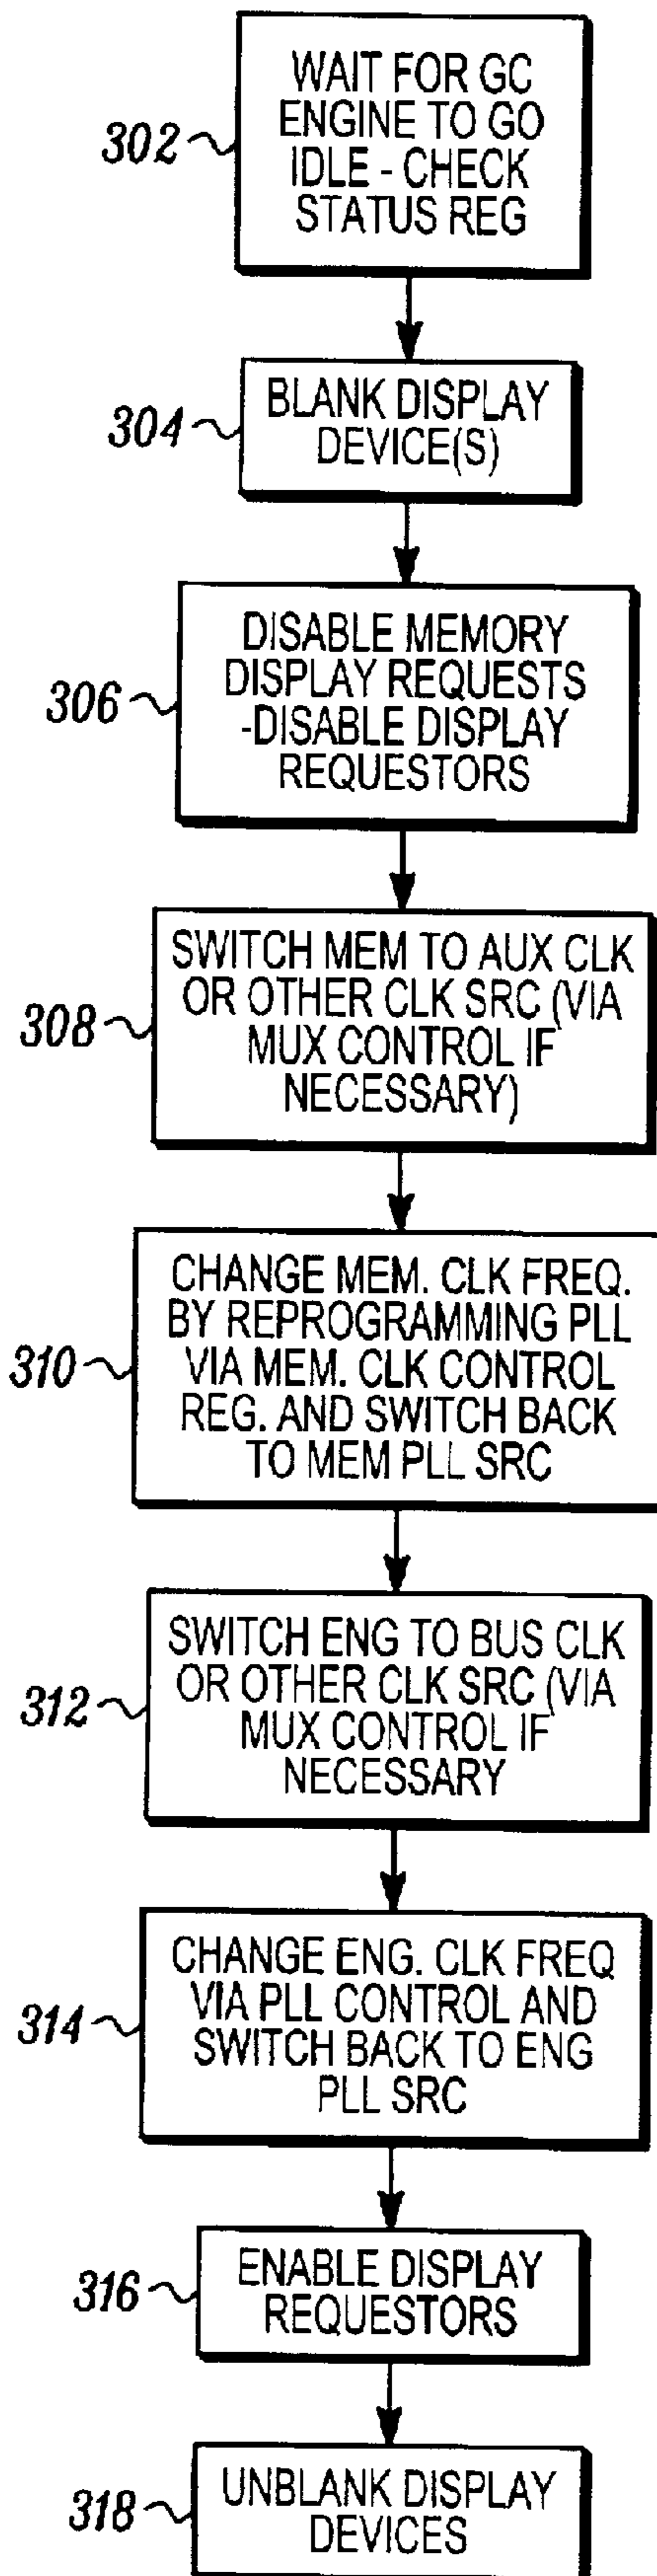 302
WAIT FOR GC
ENGINE TO GO
IDLE - CHECK
STATUS REG
304
BLANK DISPLAY
DEVICE(S)
306
DISABLE MEMORY
DISPLAY REQUESTS
-DISABLE DISPLAY
REQUESTORS
308
SWITCH MEM TO AUX CLK
OR OTHER CLK SRC (VIA
MUX CONTROL IF
NECESSARY)
310
CHANGE MEM. CLK FREQ.
BY REPROGRAMMING PLL
VIA MEM. CLK CONTROL
REG. AND SWITCH BACK
TO MEM PLL SRC
312
SWITCH ENG TO BUS CLK
OR OTHER CLK SRC (VIA
MUX CONTROL IF
NECESSARY
314
CHANGE ENG. CLK FREQ
VIA PLL CONTROL AND
SWITCH BACK TO ENG
PLL SRC
316
ENABLE DISPLAY
REQUESTORS
318
UNBLANK DISPLAY
DEVICES